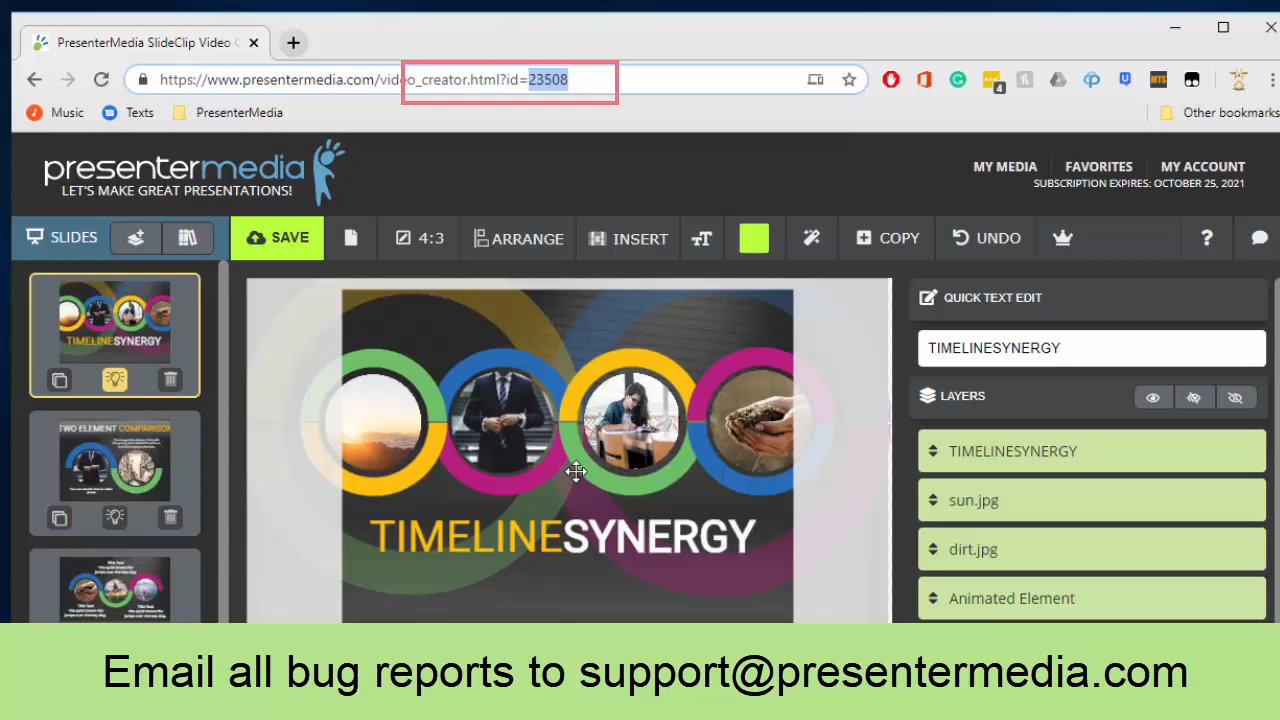 PresenterMedia SlideClip Video
https://www.presentermedia.com/video_creator.html?id=23508
4
MTS
Music
Texts
PresenterMedia
Other bookmarks
presentermedia
LET'S MAKE GREAT PRESENTATIONS!
MY MEDIA
FAVORITES
MY ACCOUNT
SUBSCRIPTION EXPIRES: OCTOBER 25, 2021
SLIDES
SAVE
4:3
ARRANGE
INSERT
TT
COPY
UNDO
?
TIMELINESYNERGY
TWO ELEMENT COMPARISON
TIMELINESYNERGY
QUICK TEXT EDIT
TIMELINESYNERGY
LAYERS
TIMELINESYNERGY
sun.jpg
dirt.jpg
Animated Element
Email all bug reports to support@presentermedia.com